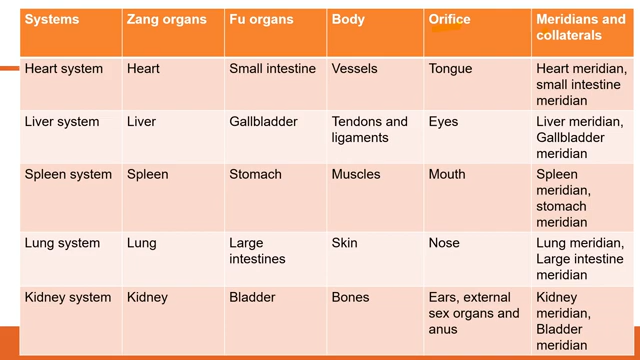 Systems Zang organs Fu organs Body Orifice Meridians and
collaterals
Heart system Heart Small intestine Vessels Tongue Heart meridian,
small intestine
meridian
Liver system Liver Gallbladder Tendons and Eyes Liver meridian,
ligaments Gallbladder
meridian
Spleen system Spleen Stomach Muscles Mouth Spleen
meridian,
stomach
meridian
Lung system Lung Large Skin Nose Lung meridian,
intestines Large intestine
meridian
Kidney system Kidney Bladder Bones Ears, external Kidney
sex organs and meridian,
anus Bladder
meridian